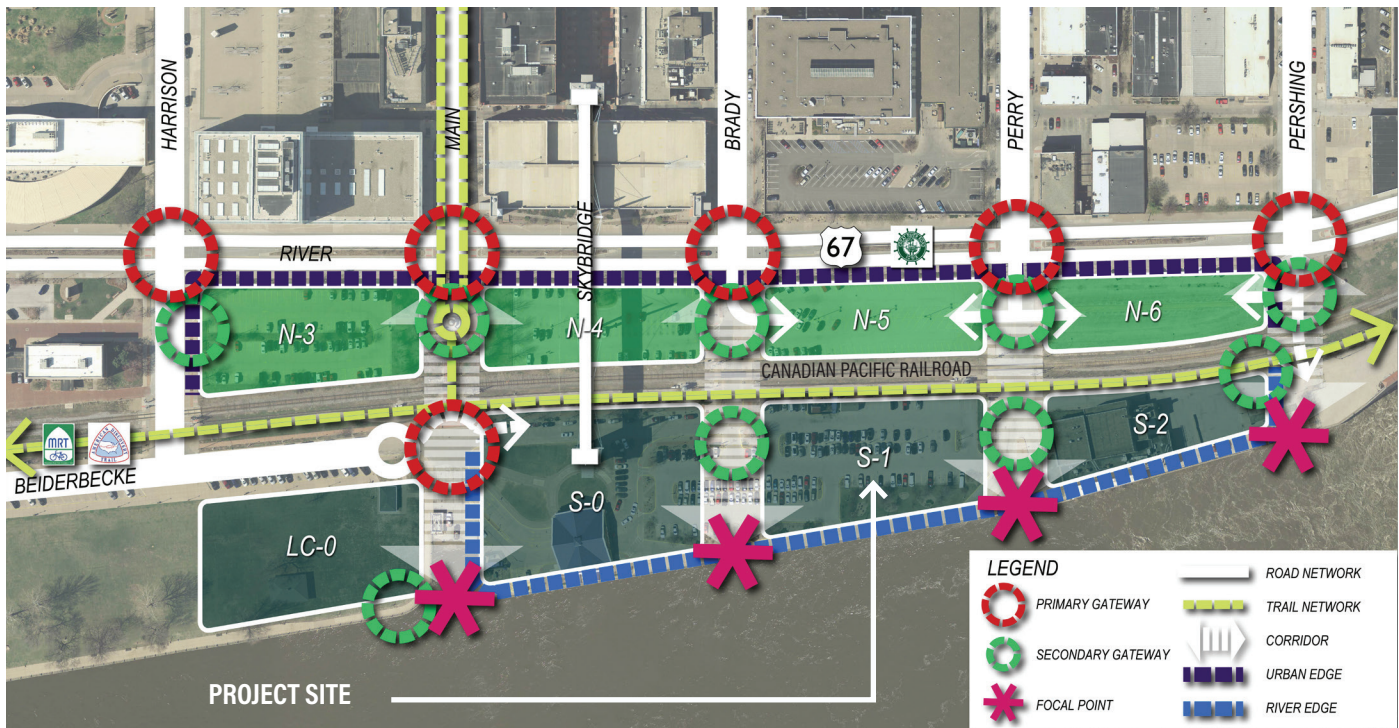 HARRISON
MAIN
SKYBRIDGE
BRADY
PERRY
PERSHING
RIVER
67
N-3
N-4
N-5
N-6
CANADIAN PACIFIC RAILROAD
MRT
BEIDERBECKE
S-0
S-1
S-2
LC-0
PROJECT SITE
LEGEND
PRIMARY GATEWAY
SECONDARY GATEWAY
FOCAL POINT
ROAD NETWORK
TRAIL NETWORK
CORRIDOR
URBAN EDGE
RIVER EDGE